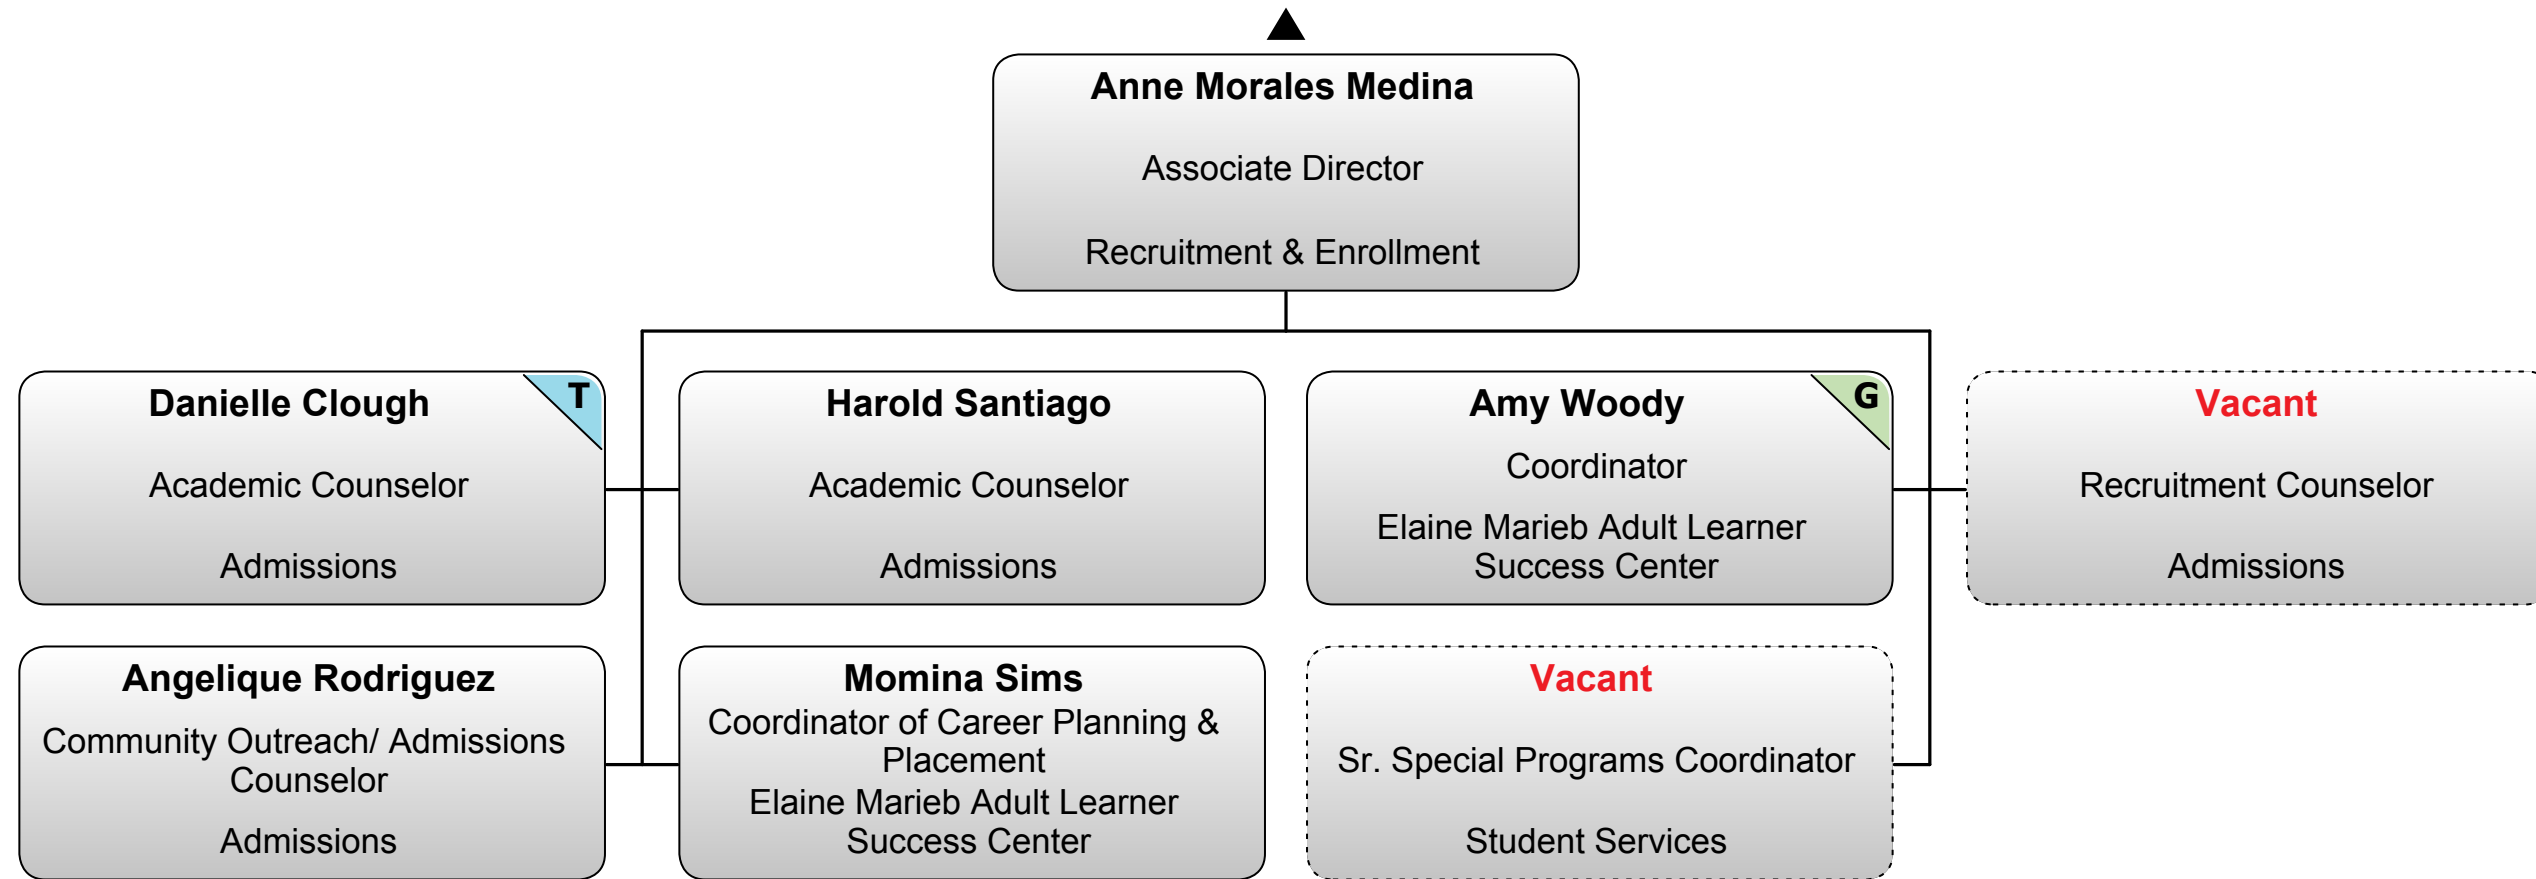 Anne Morales Medina
Associate Director
Recruitment & Enrollment
Danielle Clough
T
Academic Counselor
Admissions
Harold Santiago
Academic Counselor
Admissions
Amy Woody
G
Coordinator
Elaine Marieb Adult Learner
Success Center
Vacant
Recruitment Counselor
Admissions
Angelique Rodriguez
Community Outreach/ Admissions
Counselor
Admissions
Momina Sims
Coordinator of Career Planning &
Placement
Elaine Marieb Adult Learner
Success Center
Vacant
Sr. Special Programs Coordinator
Student Services